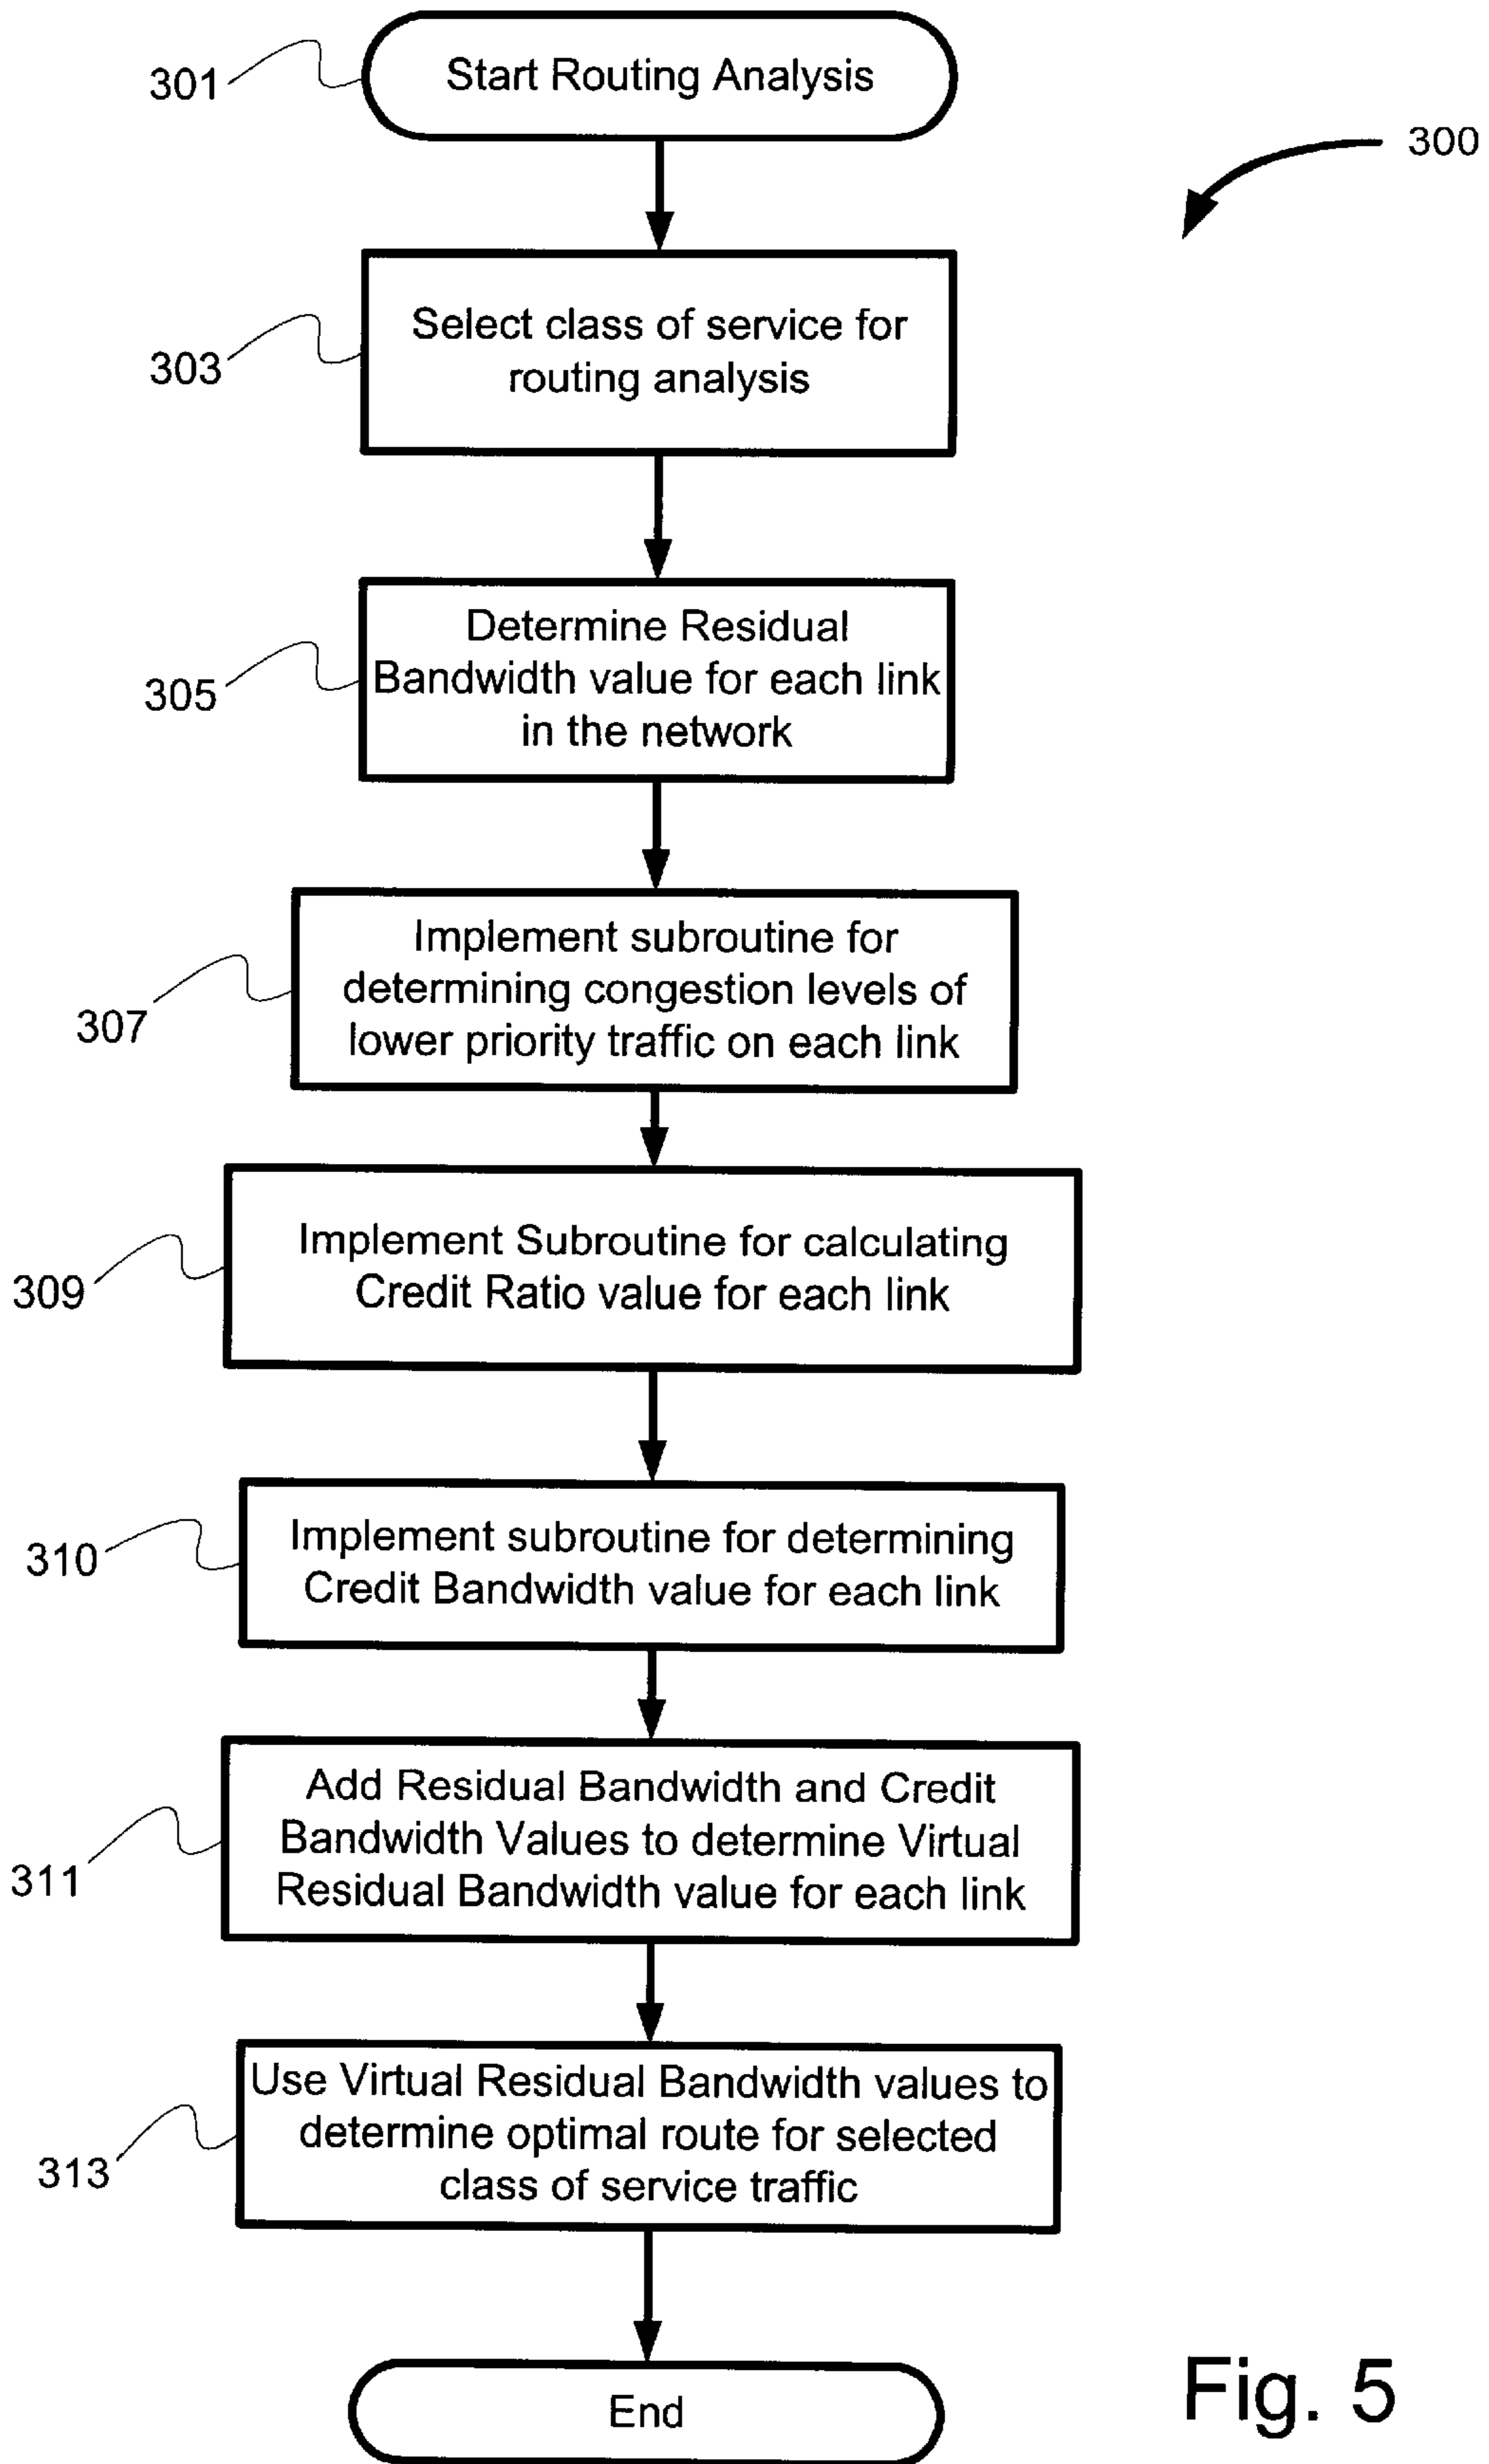 301
Start Routing Analysis
300
303
Select class of service for
routing analysis
305
Determine Residual
Bandwidth value for each link
in the network
307
Implement subroutine for
determining congestion levels of
lower priority traffic on each link
309
Implement Subroutine for calculating
Credit Ratio value for each link
310
Implement subroutine for determining
Credit Bandwidth value for each link
311
Add Residual Bandwidth and Credit
Bandwidth Values to determine Virtual
Residual Bandwidth value for each link
313
Use Virtual Residual Bandwidth values to
determine optimal route for selected
class of service traffic
End
Fig. 5